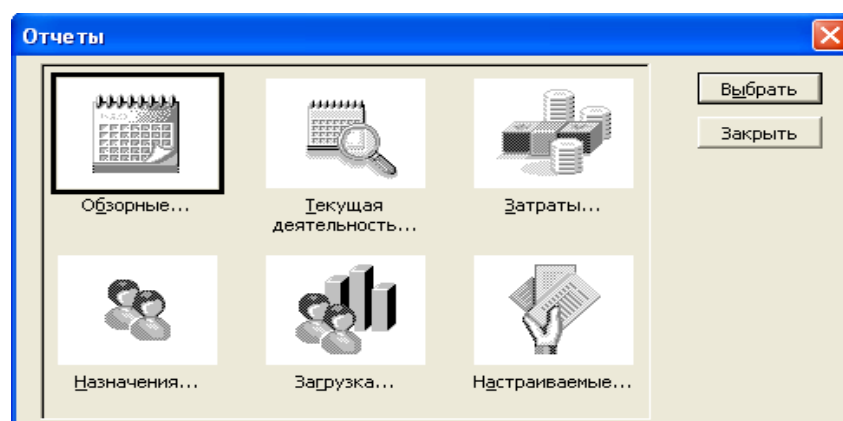 Отчеты
Выбрать
Закрыть
Обзорные...
Текущая
деятельность...
Затраты...
Назначения...
Загрузка...
Настраиваемые...